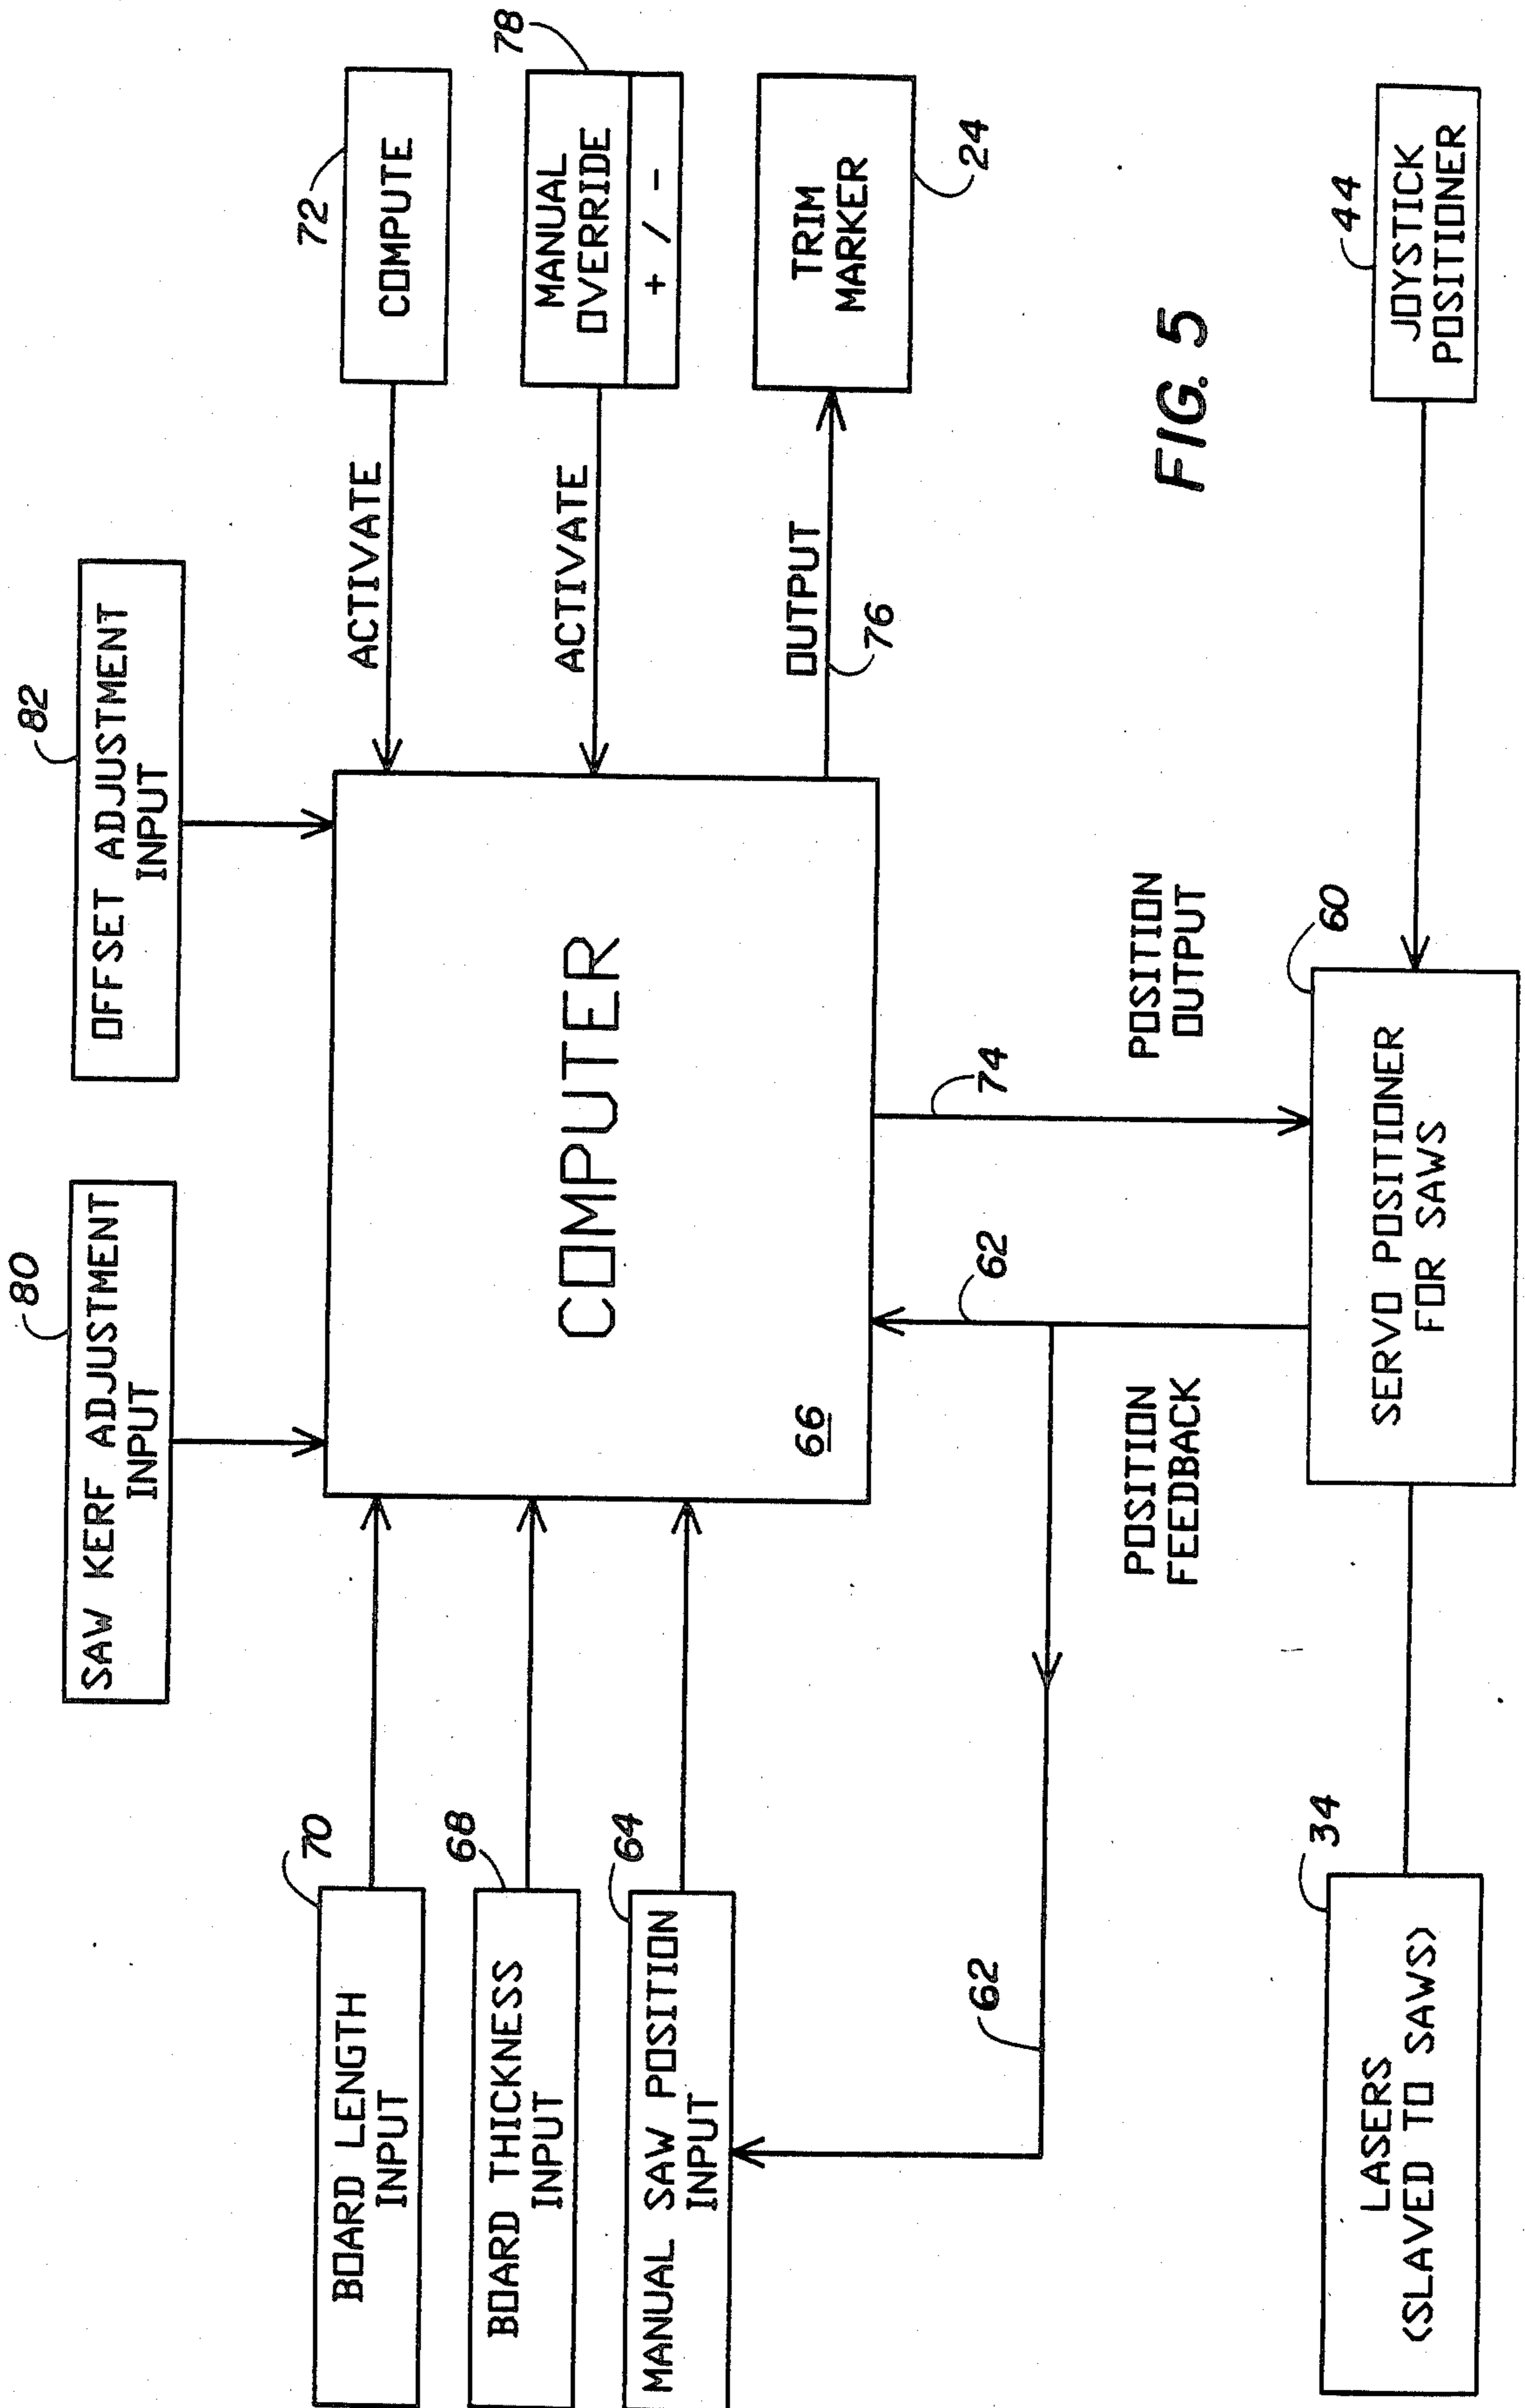 80
SAW KERF ADJUSTMENT
INPUT
82
OFFSET ADJUSTMENT
INPUT
70
BOARD LENGTH
INPUT
68
BOARD THICKNESS
INPUT
64
MANUAL SAW POSITION
INPUT
COMPUTER
66
ACTIVATE
72
COMPUTE
ACTIVATE
78
MANUAL
OVERRIDE
+ / -
OUTPUT
76
TRIM
MARKER
24
62
62
74
POSITION
FEEDBACK
POSITION
OUTPUT
FIG. 5
34
LASERS
(SLAVED TO SAWS)
60
SERVO POSITIONER
FOR SAWS
44
JOYSTICK
POSITIONER